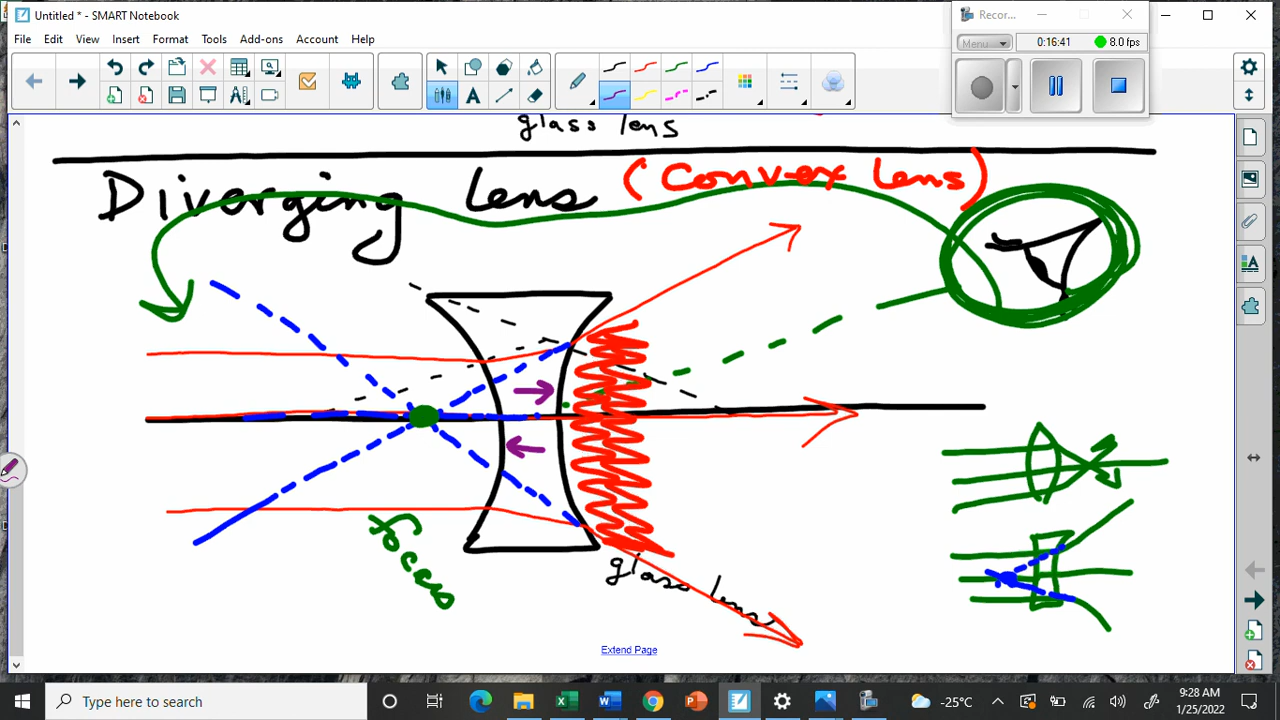 Untitled * - SMART Notebook
Recor...
File Edit View Insert Format Tools Add-ons Account Help
Menu
0:16:41
8.0 fps
A
glass lens
Diverging Lens (Convex Lens)
focus
glass lens
Extend Page
Type here to search
-25°C
9:28 AM
1/25/2022